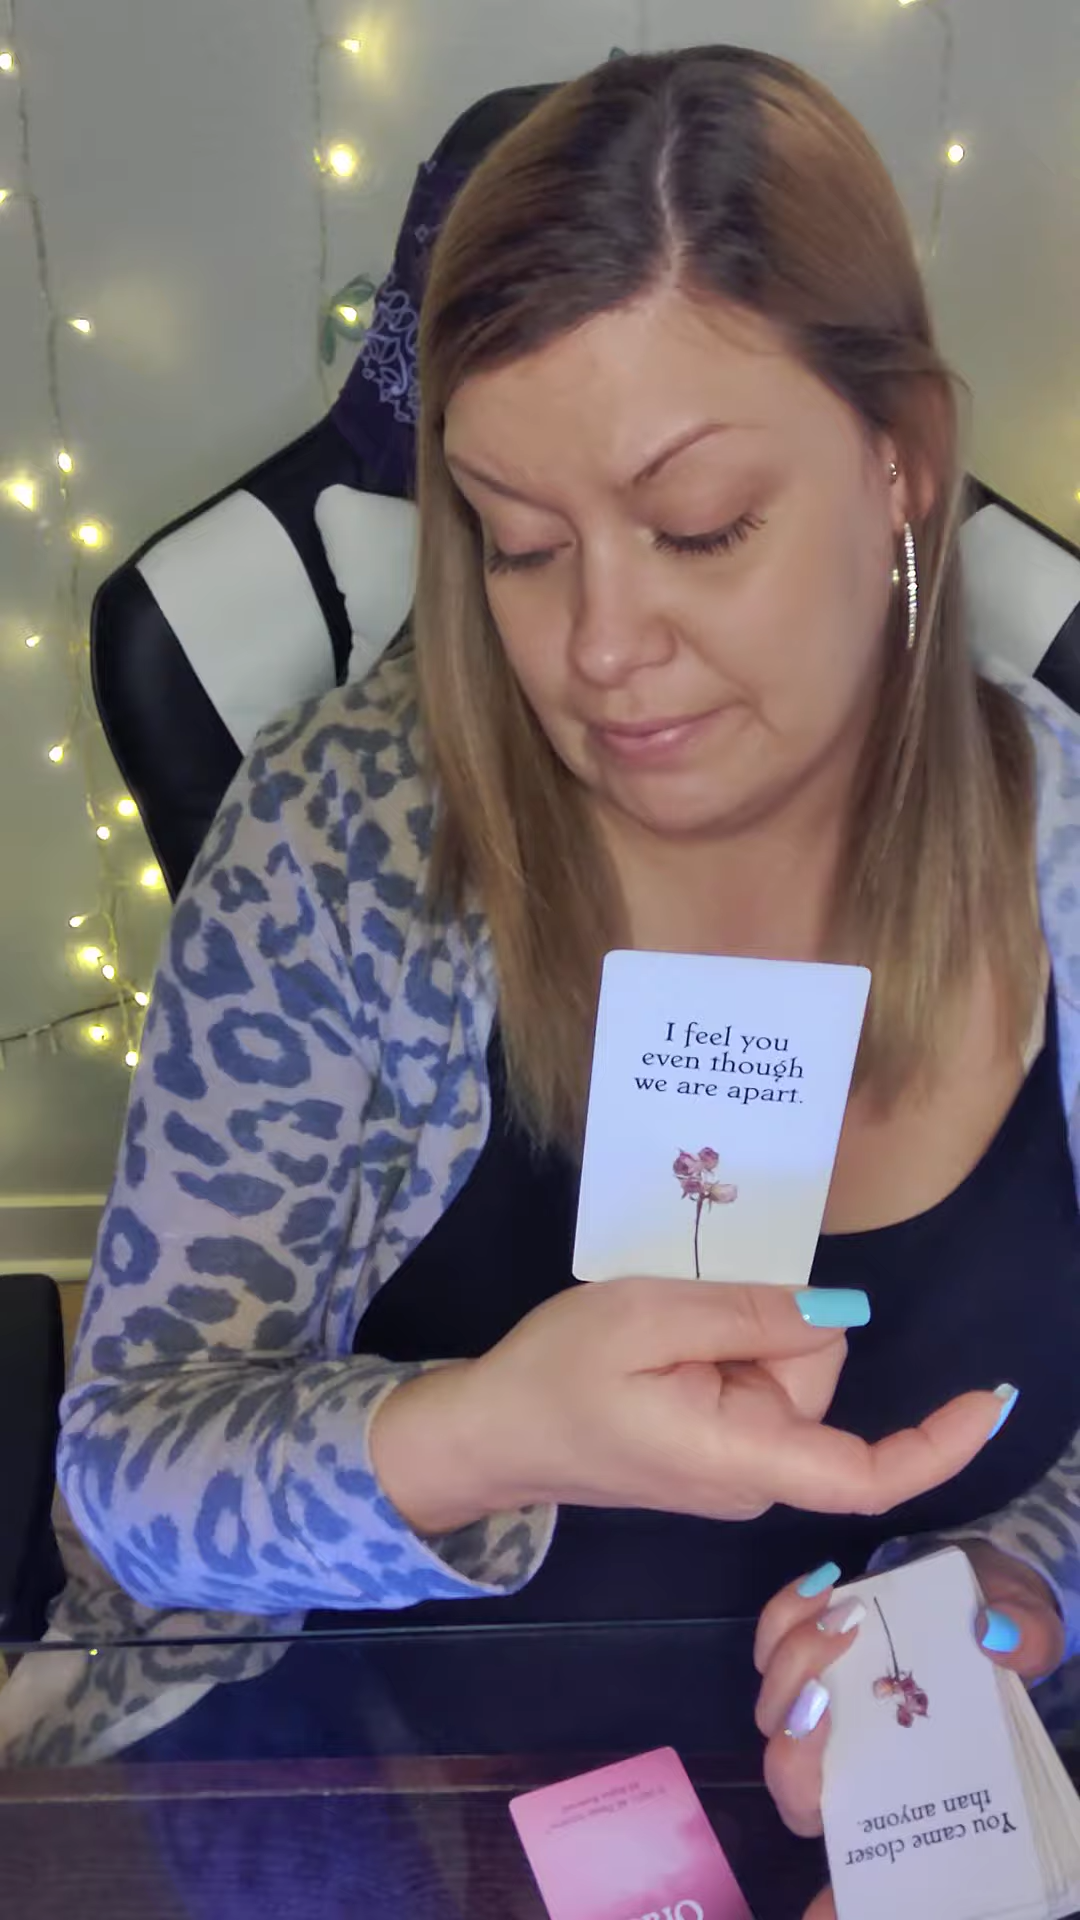 I feel you
even though
we are apart.
You came closer
than anyone.